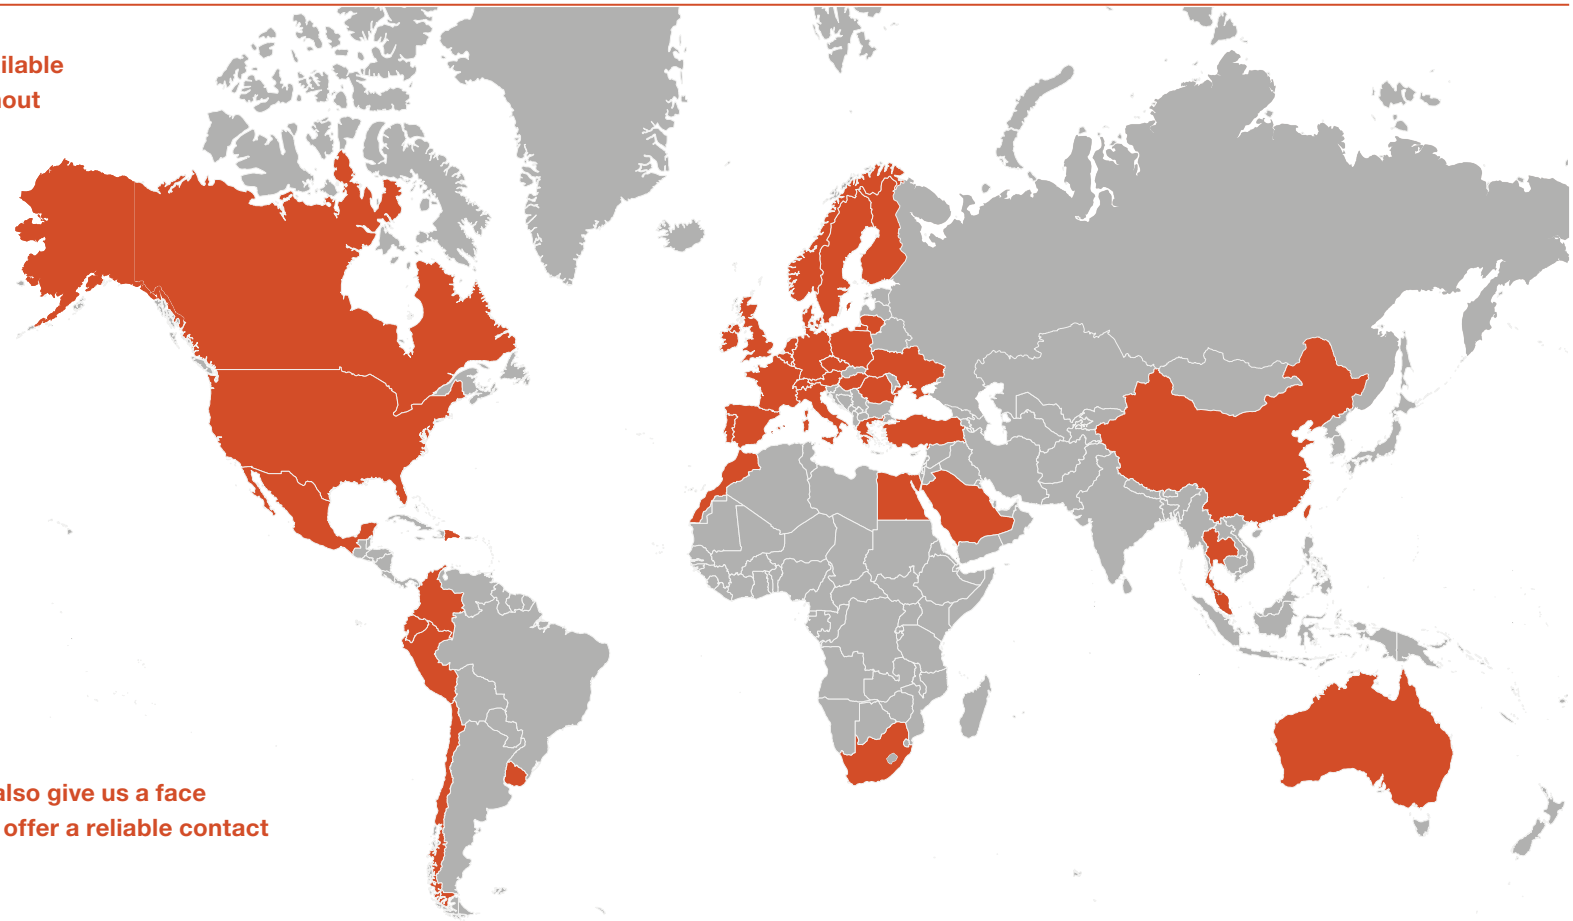 ilable
out
also give us a face
offer a reliable contact